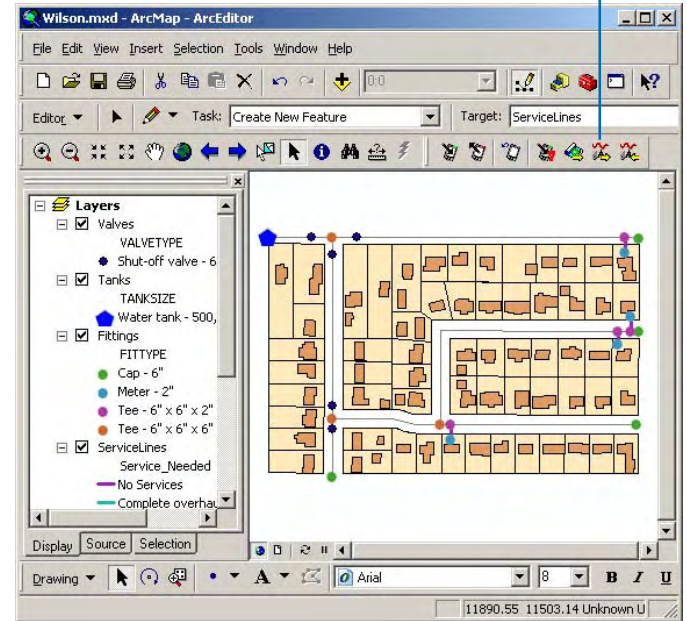 Wilson.mxd - ArcMap - ArcEditor
File Edit View Insert Selection Tools Window Help
0:0
Editor Task: Create New Feature Target: ServiceLines
Layers
Valves
VALVETYPE
Shut-off valve - 6
Tanks
TANKSIZE
Water tank - 500,
Fittings
FITTYPE
Cap - 6"
Meter - 2"
Tee - 6" x 6" x 2"
Tee - 6" x 6" x 6"
ServiceLines
Service_Needed
No Services
Complete overhau
Display Source Selection
Drawing A Arial 8 B I U
11890.55 11503.14 Unknown U